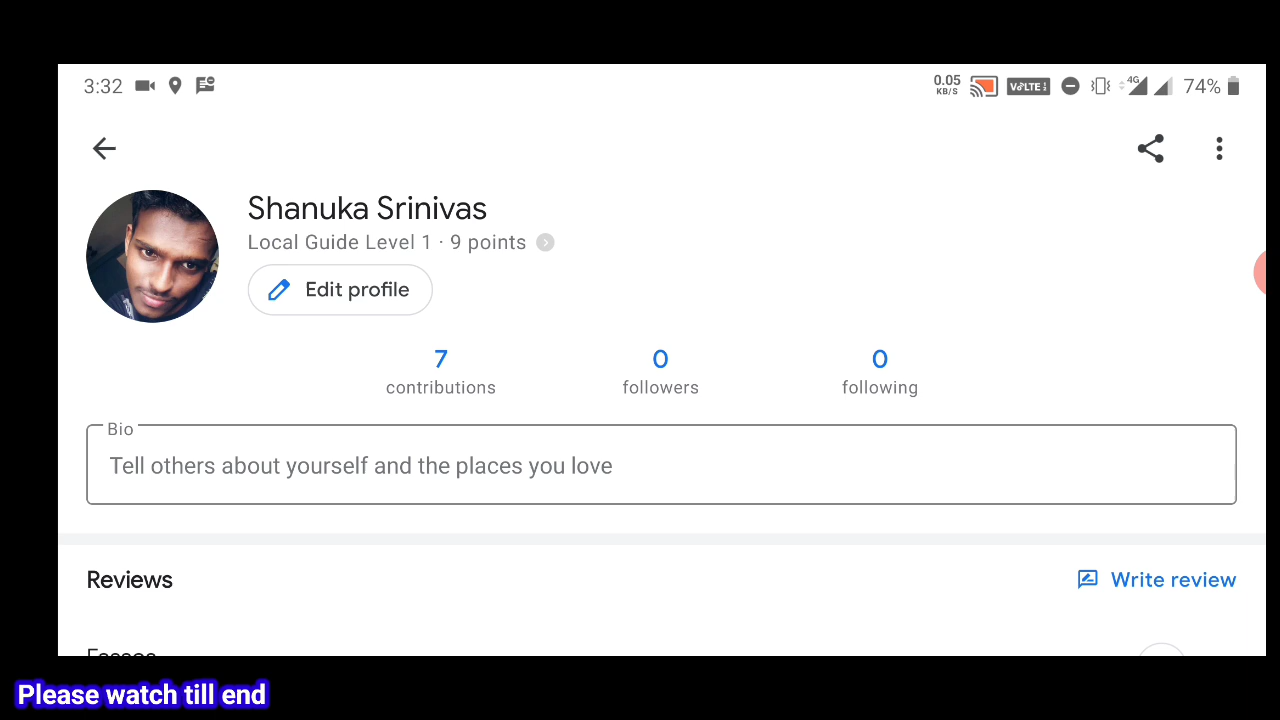 3:32 0.05 KB/S VoLTE 4G 74%
Shanuka Srinivas
Local Guide Level 1 · 9 points
Edit profile
7 0 0
contributions followers following
Bio
Tell others about yourself and the places you love
Reviews Write review
Please watch till end